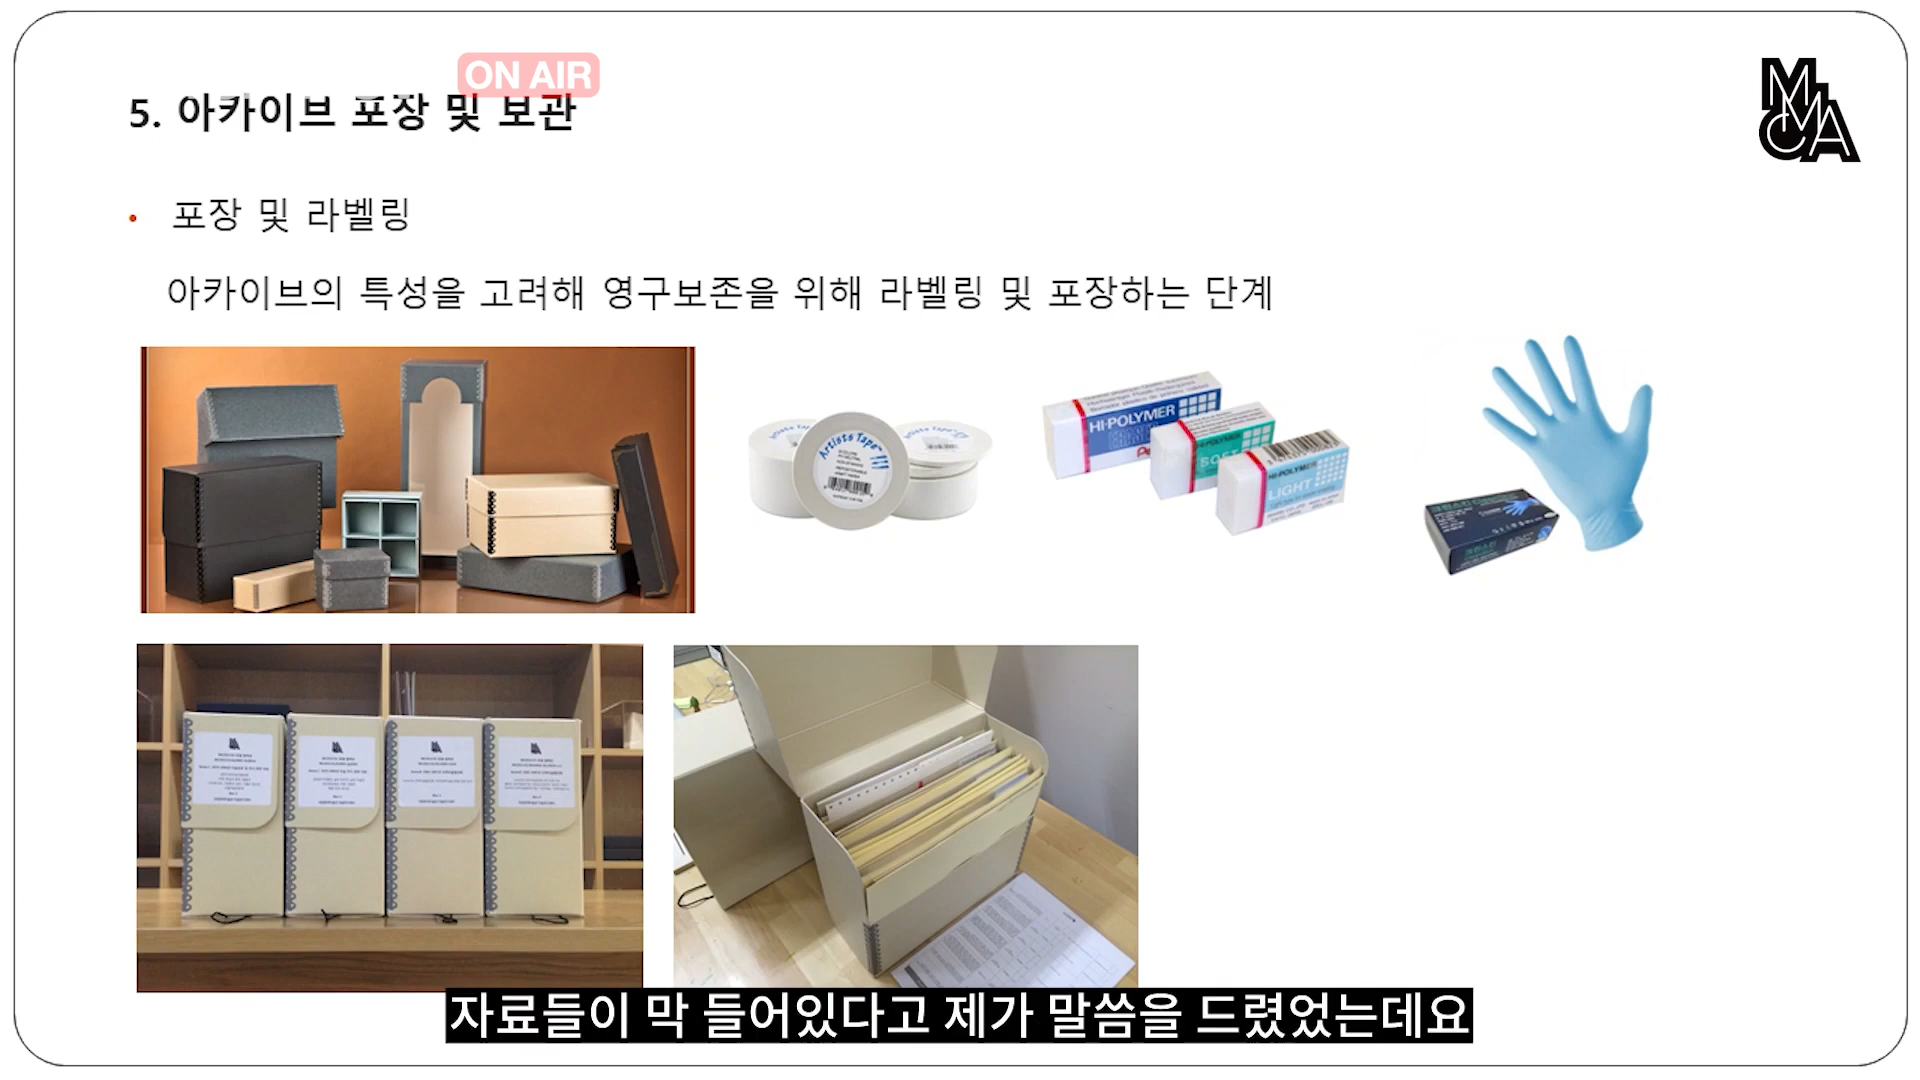 ON AIR
5. 아카이브 포장 및 보관
MMCA
• 포장 및 라벨링
아카이브의 특성을 고려해 영구보존을 위해 라벨링 및 포장하는 단계
Artists Tape
HI-POLYMER
HI-POLYMER
SOFT
HI-POLYMER
LIGHT
자료들이 막 들어있다고 제가 말씀을 드렸었는데요